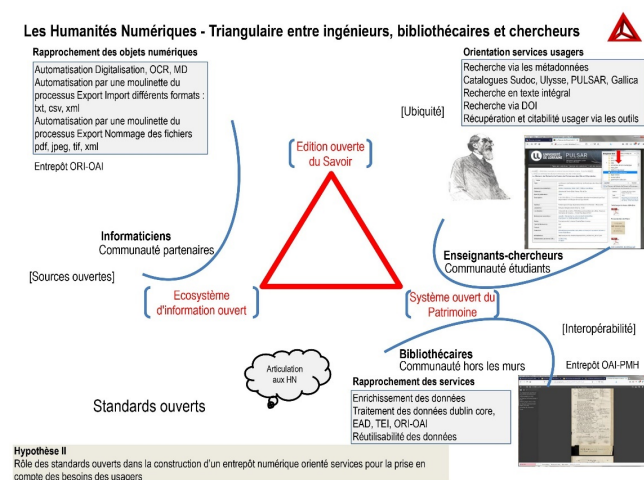 Les Humanités Numériques - Triangulaire entre ingénieurs, bibliothécaires et chercheurs
Rapprochement des objets numériques
Automatisation Digitalisation, OCR, MD
Automatisation par une moulinette du
processus Export Import différents formats :
txt, csv, xml
Automatisation par une moulinette du
processus Export Nommage des fichiers
pdf, jpeg, tif, xml
Entrepôt ORI-OAI
Orientation services usagers
Recherche via les métadonnées
Catalogues Sudoc, Ulysse, PULSAR, Gallica
Recherche en texte intégral
Recherche via DOI
Récupération et citabilité usager via les outils
[Ubiquité]
Edition ouverte
du Savoir
PULSAR
Informaticiens
Communauté partenaires
[Sources ouvertes]
Enseignants-chercheurs
Communauté étudiants
Ecosystème
d'information ouvert
Système ouvert du
Patrimoine
[Interopérabilité]
Bibliothécaires
Communauté hors les murs
Entrepôt OAI-PMH
Articulation
aux HN
Rapprochement des services
Enrichissement des données
Traitement des données dublin core,
EAD, TEI, ORI-OAI
Réutilisabilité des données
Standards ouverts
Hypothèse II
Rôle des standards ouverts dans la construction d'un entrepôt numérique orienté services pour la prise en
compte des besoins des usagers